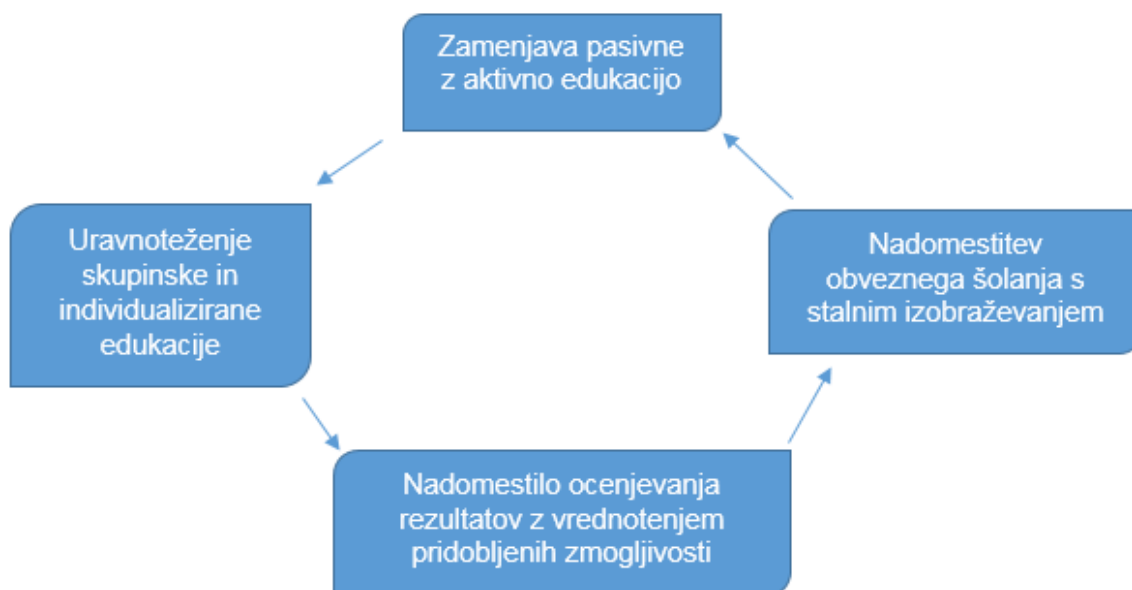 Zamenjava pasivne
z aktivno edukacijo
Uravnoteženje
skupinske in
individualizirane
edukacije
Nadomestitev
obveznega šolanja s
stalnim izobraževanjem
Nadomestilo ocenjevanja
rezultatov z vrednotenjem
pridobljenih zmogljivosti